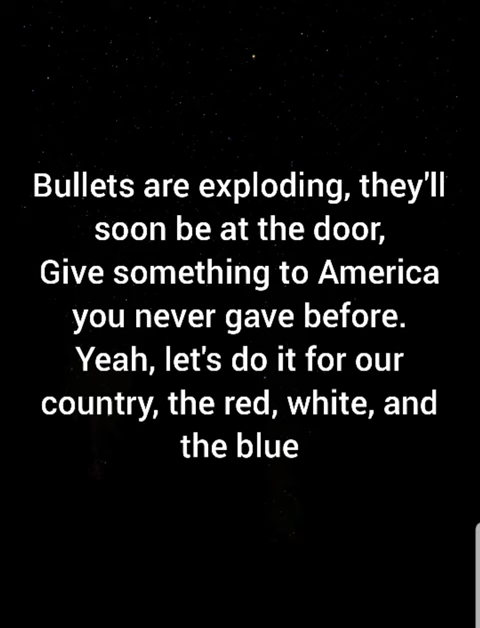 Bullets are exploding, they'll
soon be at the door,
Give something to America
you never gave before.
Yeah, let's do it for our
country, the red, white, and
the blue